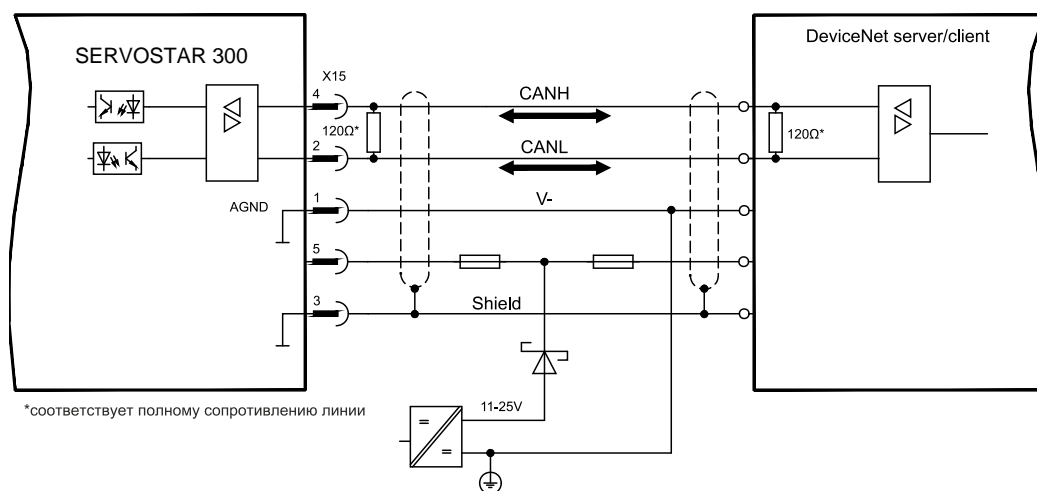 SERVOSTAR 300
DeviceNet server/client
X15
4
CANH
120Ω*
120Ω*
2
CANL
AGND
1
V-
5
3
Shield
*соответствует полному сопротивлению линии
11-25V